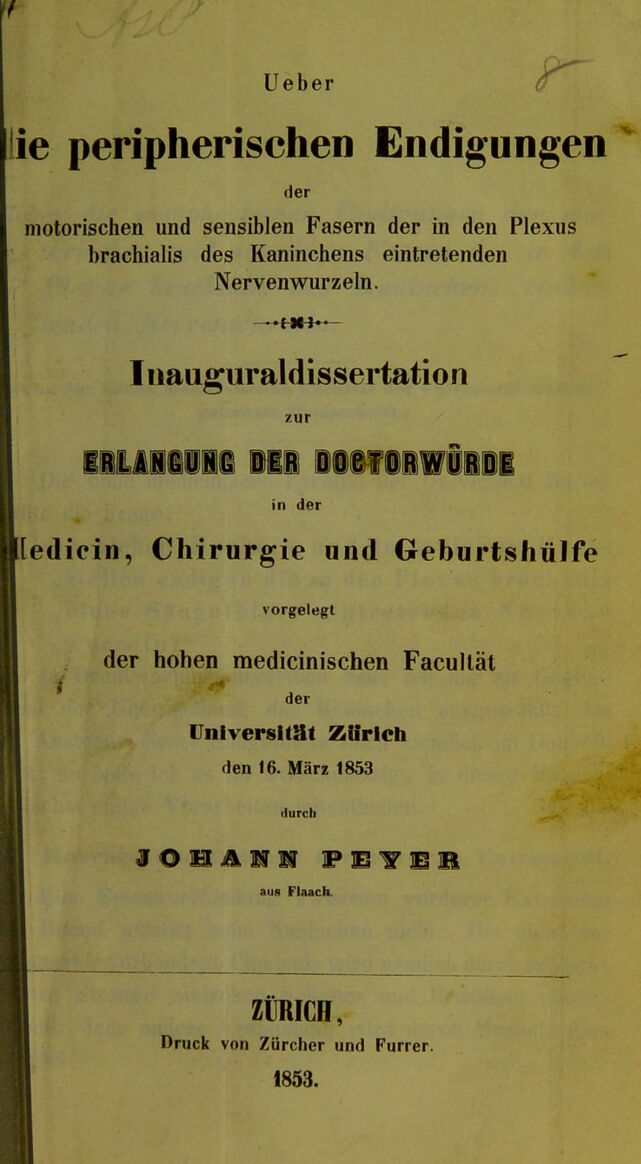 Ueber
ie peripherischen Endigungen
der
motorischen und sensiblen Fasern der in den Plexus
brachialis des Kaninchens eintretenden
Nervenwurzeln.
Inauguraldissertation
zur
ERLANGUNG DER DOCTORWÜRDE
in der
edicin, Chirurgie und Geburtshülfe
vorgelegt
der hohen medicinischen Facultät
der
Universität Zürich
den 16. März 1853
durch
JOHANN PEYER
aus Flaach.
ZÜRICH,
Druck von Zürcher und Furrer.
1853.